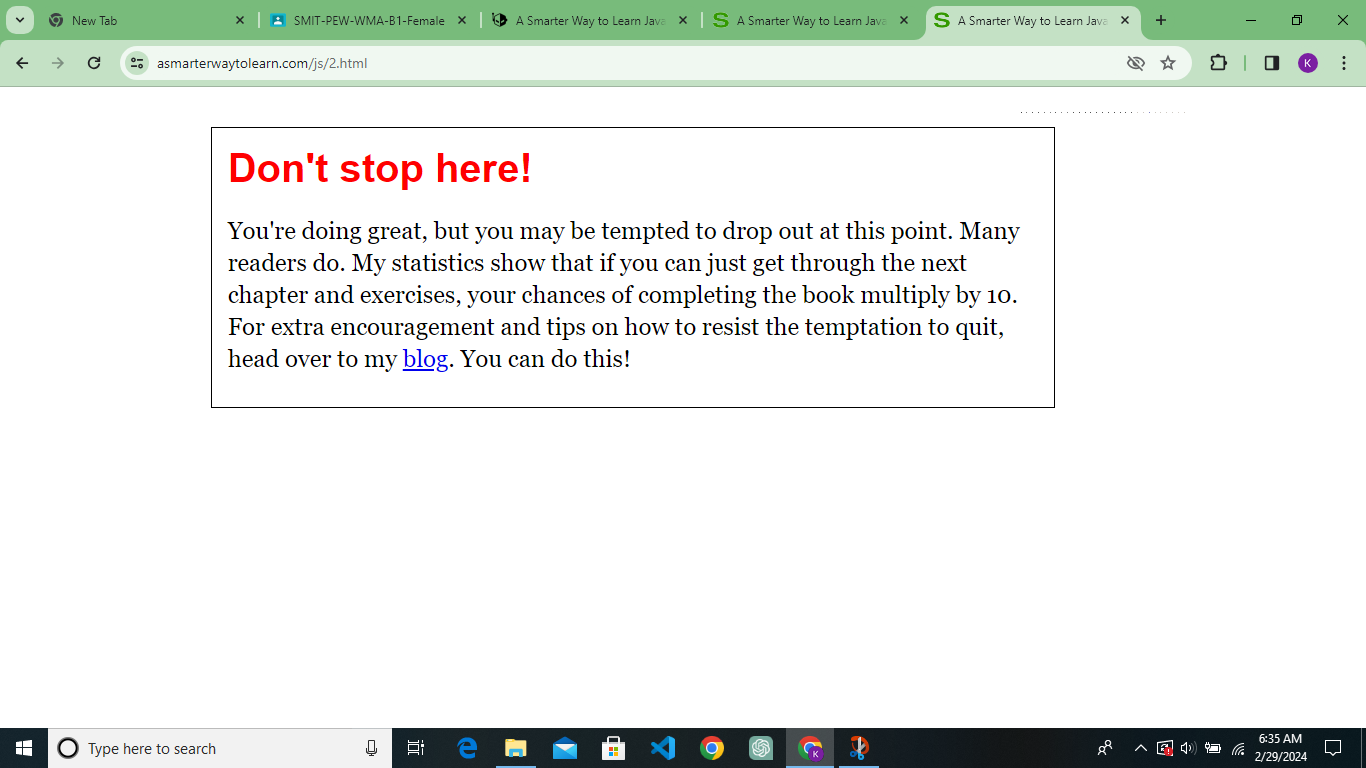 New Tab
SMIT-PEW-WMA-B1-Female
A Smarter Way to Learn Java
A Smarter Way to Learn Java
A Smarter Way to Learn Java
asmarterwaytolearn.com/js/2.html
K
Don't stop here!
You're doing great, but you may be tempted to drop out at this point. Many
readers do. My statistics show that if you can just get through the next
chapter and exercises, your chances of completing the book multiply by 10.
For extra encouragement and tips on how to resist the temptation to quit,
head over to my blog. You can do this!
Type here to search
K
6:35 AM
2/29/2024